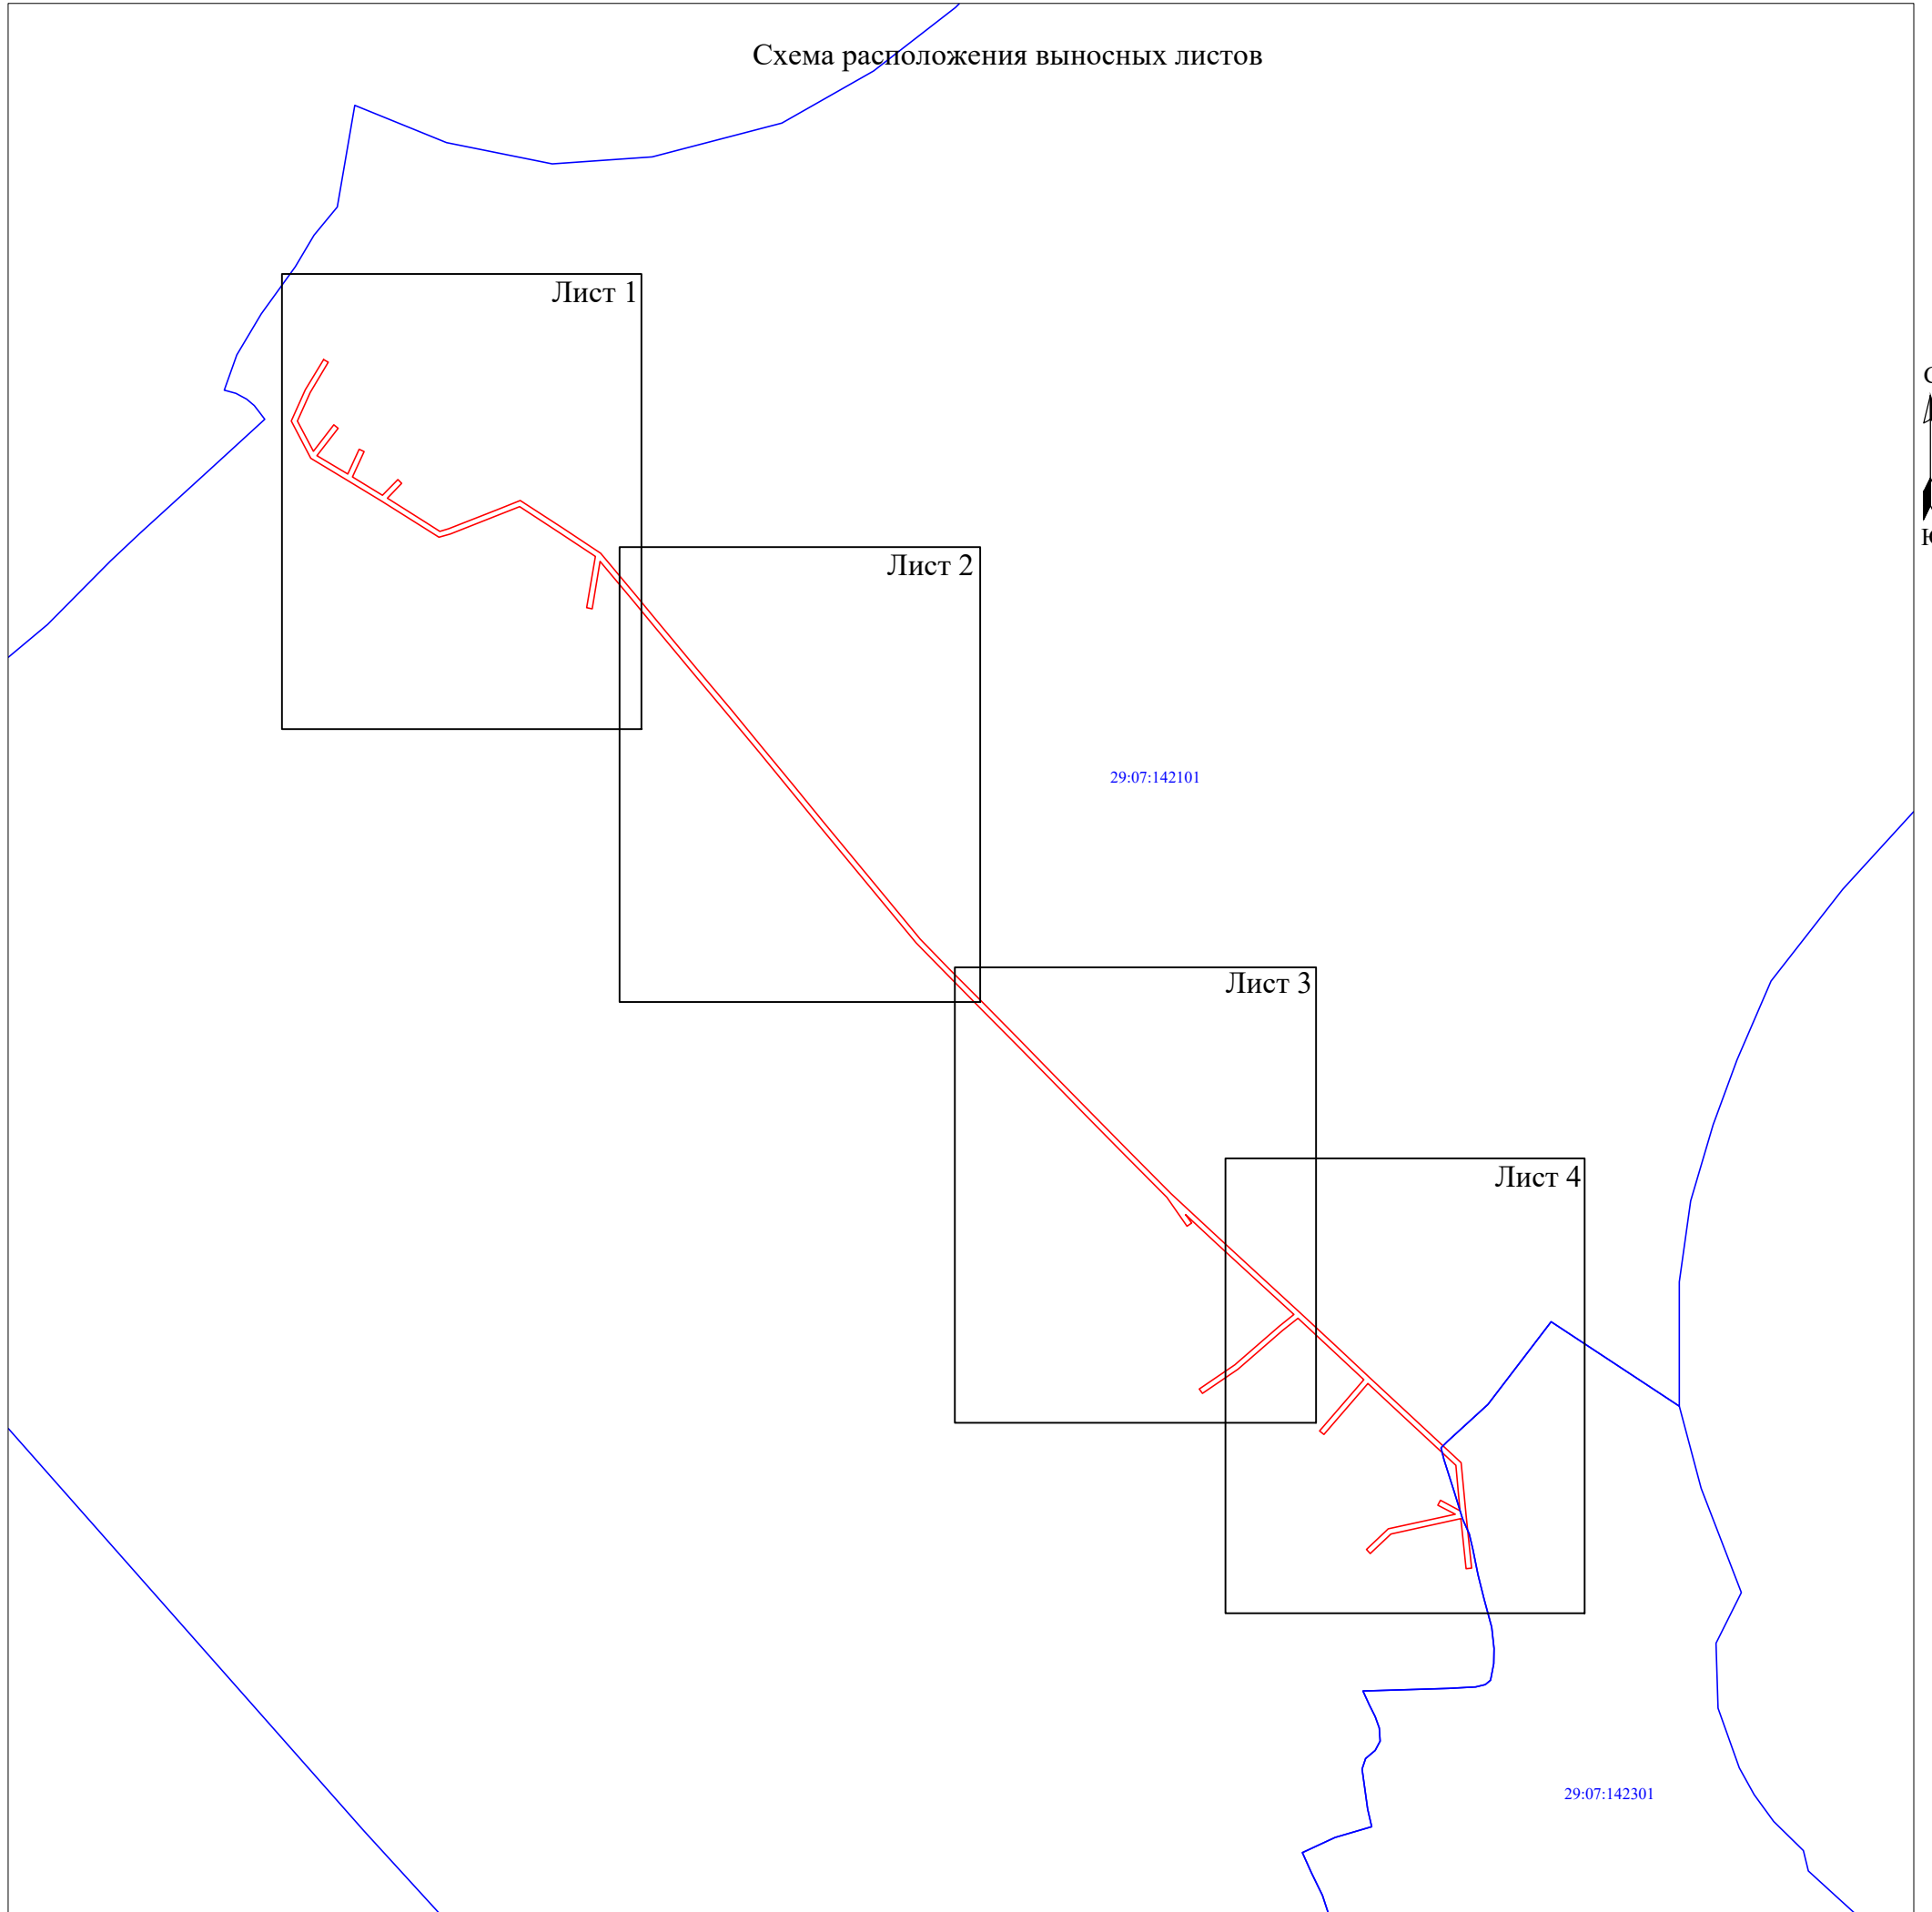 Схема расположения выносных листов
Лист 1
Лист 2
29:07:142101
Лист 3
Лист 4
29:07:142301